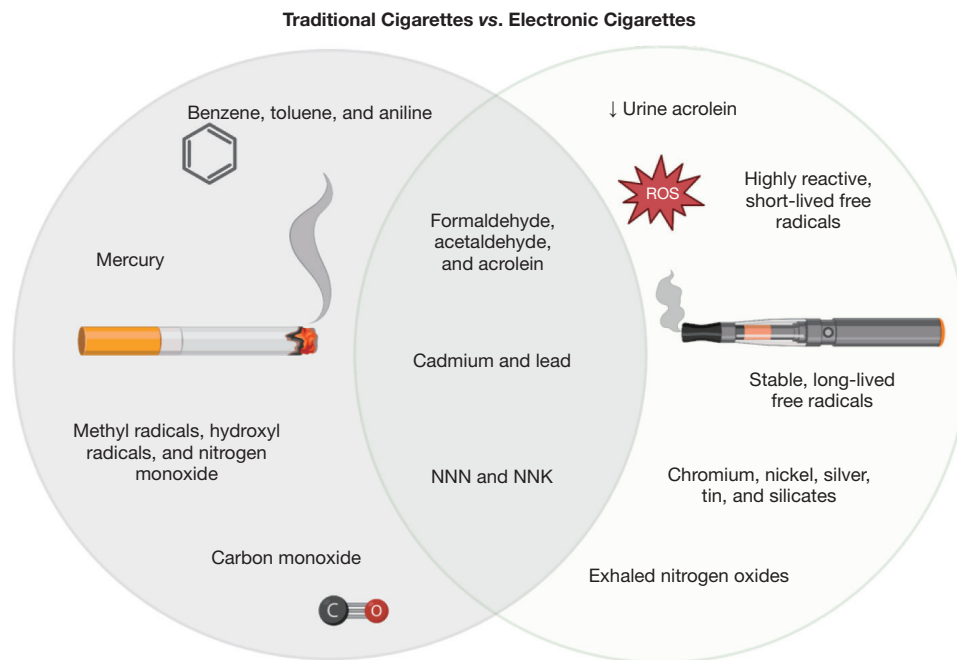 Traditional Cigarettes vs. Electronic Cigarettes
Benzene, toluene, and aniline
Mercury
Methyl radicals, hydroxyl
radicals, and nitrogen
monoxide
Carbon monoxide
C
O
Formaldehyde,
acetaldehyde,
and acrolein
Cadmium and lead
NNN and NNK
↓ Urine acrolein
ROS
Highly reactive,
short-lived free
radicals
Stable, long-lived
free radicals
Chromium, nickel, silver,
tin, and silicates
Exhaled nitrogen oxides